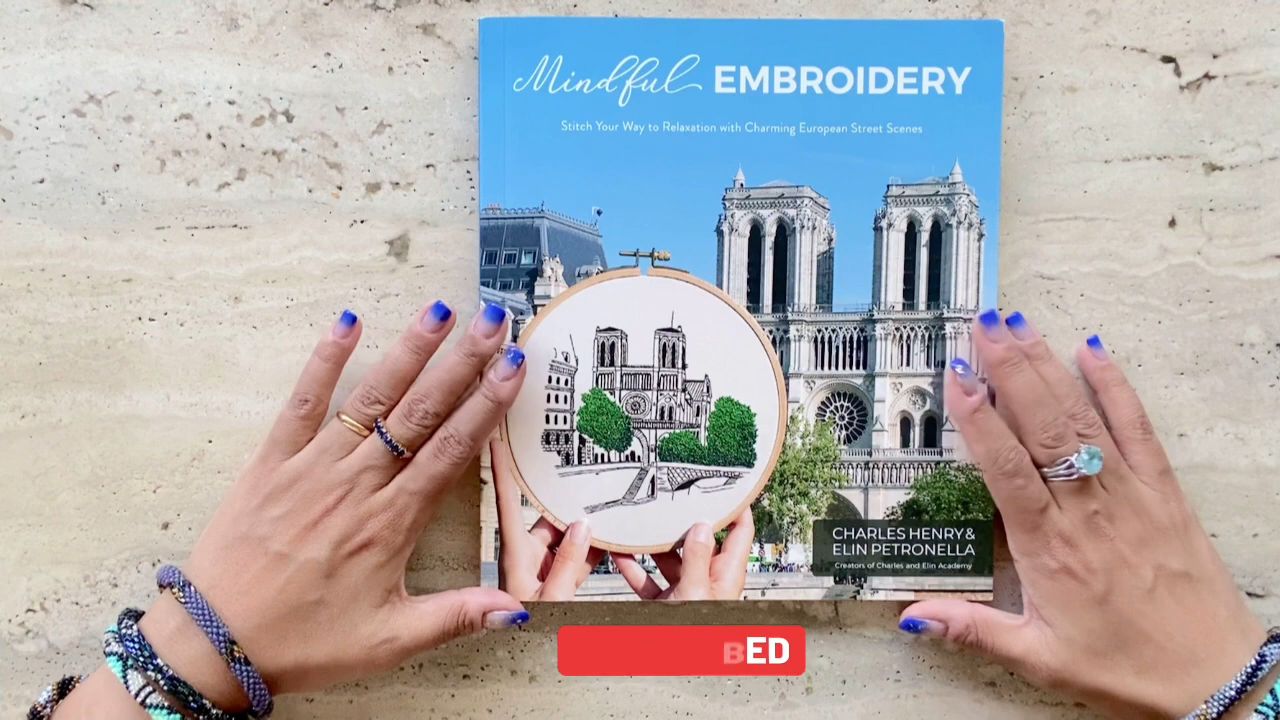 Mindful EMBROIDERY
Stitch Your Way to Relaxation with Charming European Street Scenes
CHARLES HENRY &
ELIN PETRONELLA
Creators of Charles and Elin Academy
BED